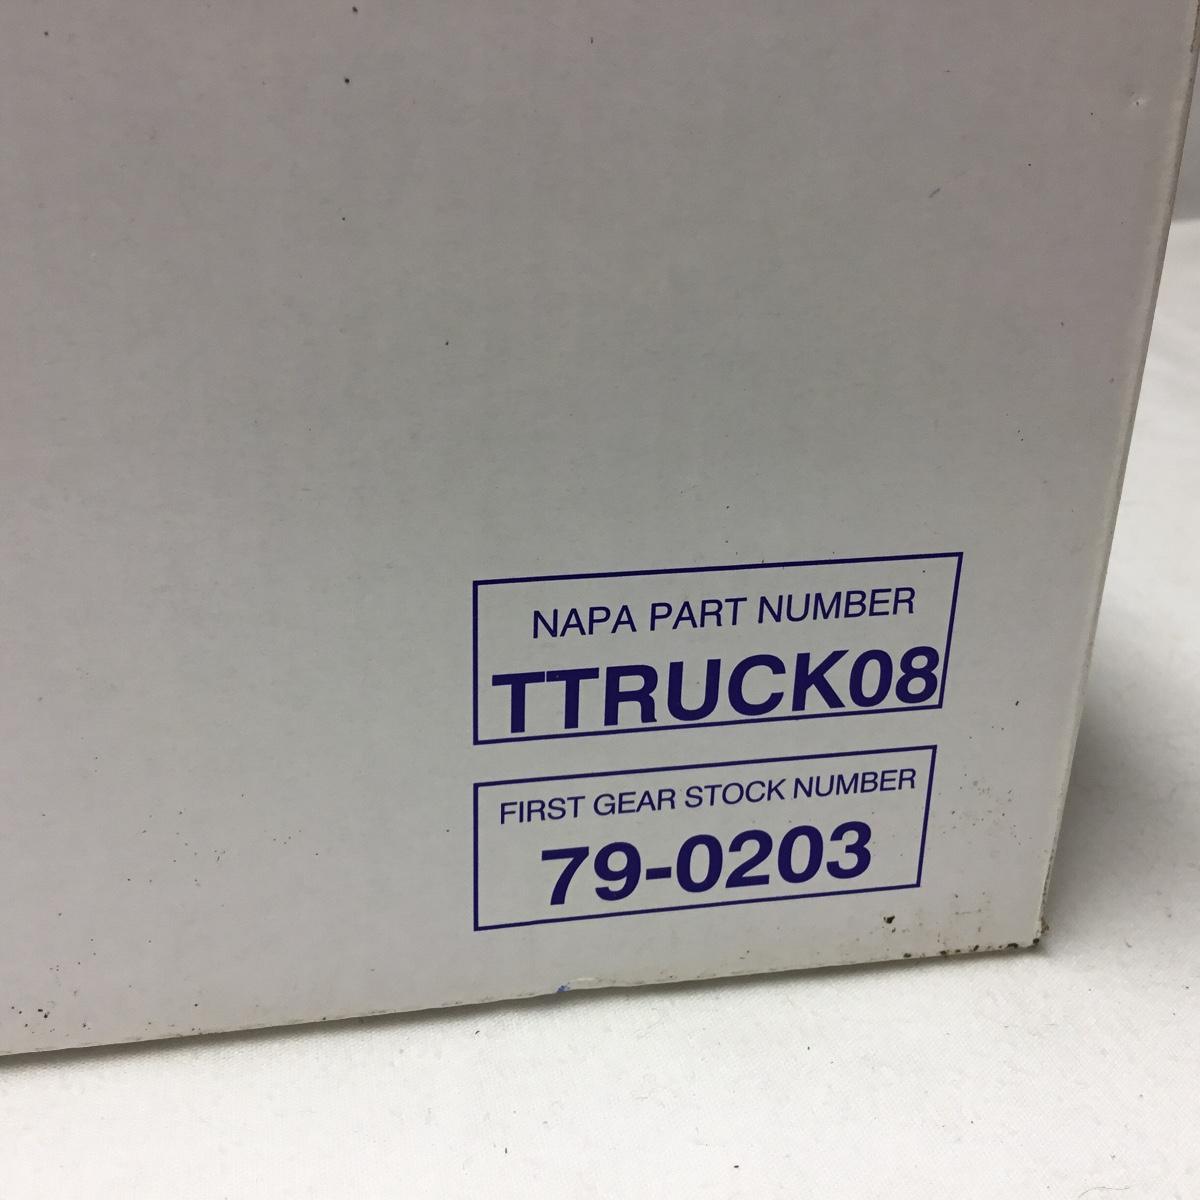 NAPA PART NUMBER
TTRUCK08
FIRST GEAR STOCK NUMBER
79-0203